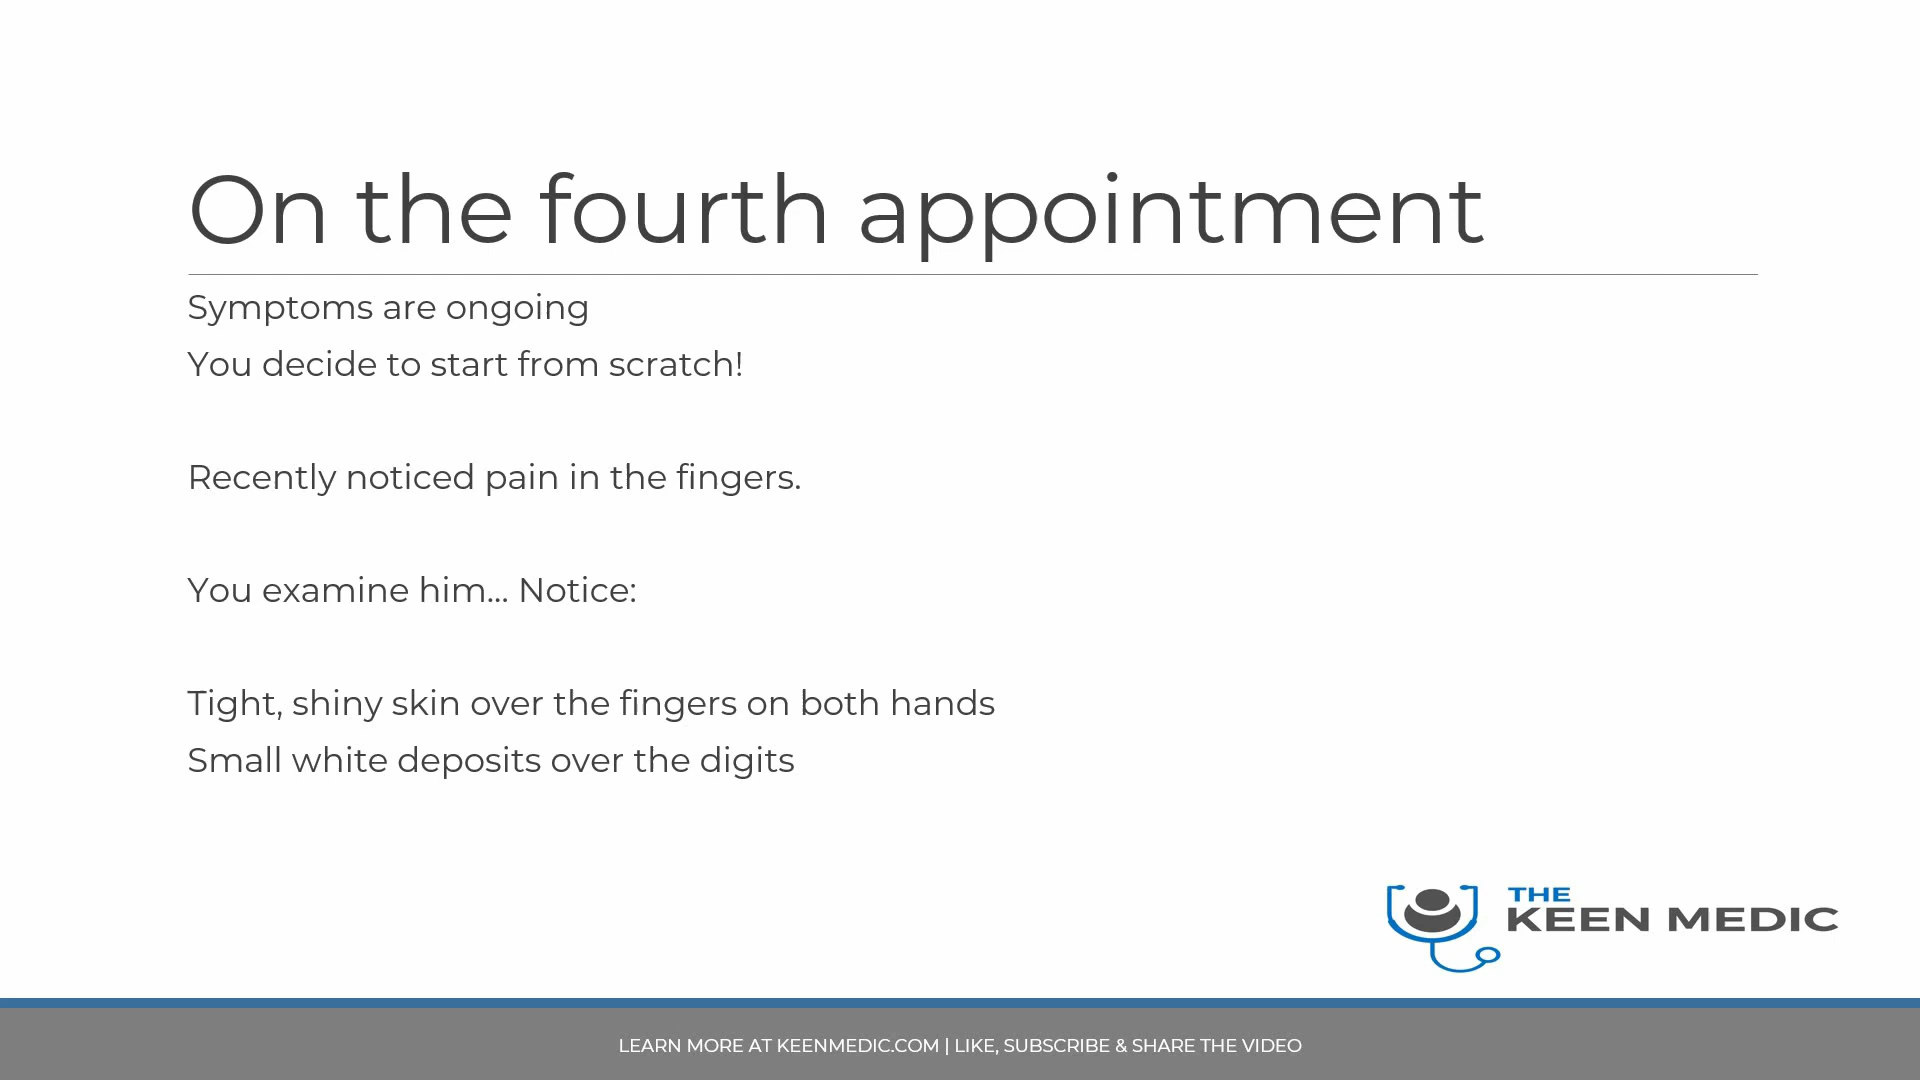 On the fourth appointment
Symptoms are ongoing
You decide to start from scratch!
Recently noticed pain in the fingers.
You examine him... Notice:
Tight, shiny skin over the fingers on both hands
Small white deposits over the digits
THE
KEEN MEDIC
LEARN MORE AT KEENMEDIC.COM | LIKE, SUBSCRIBE & SHARE THE VIDEO